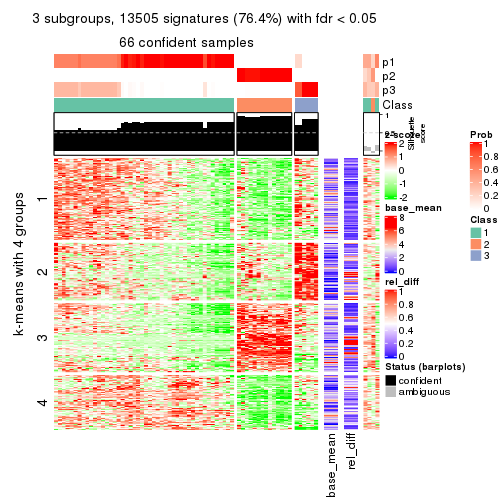 3 subgroups, 13505 signatures (76.4%) with fdr < 0.05
66 confident samples
p1
p2
p3
Class
1
Silhouette
score
k-means with 4 groups
1
2
3
4
base_mean
rel_diff
z-score
2
1
0
-1
-2
base_mean
8
6
4
2
0
rel_diff
1
0.8
0.6
0.4
0.2
0
Status (barplots)
confident
ambiguous
Prob
1
0.8
0.6
0.4
0.2
0
Class
1
2
3